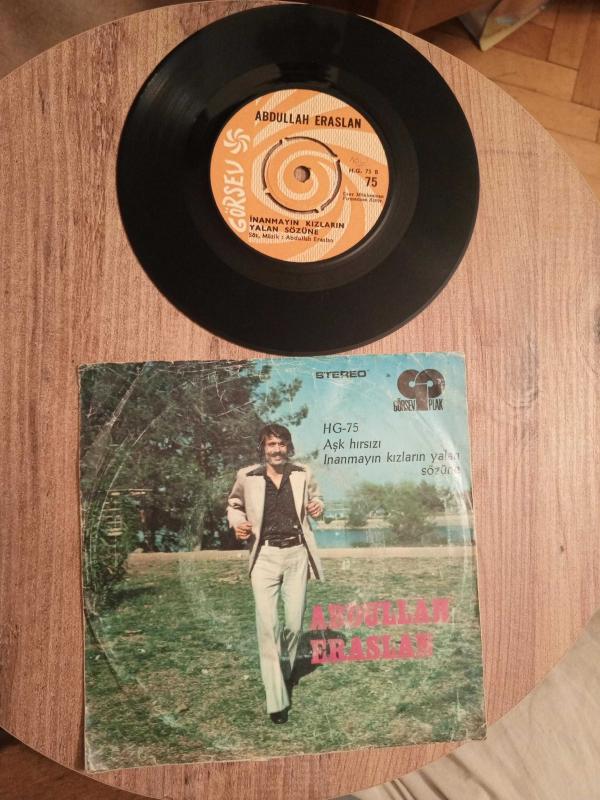 ABDULLAH ERASLAN
GÖRSEV
H.G. 75 B
75
İNANMAYIN KIZLARIN
YALAN SÖZÜNE
Söz, Müzik : Abdullah Eraslan
STEREO
GÖRSEV PLAK
HG-75
Aşk hırsızı
Inanmayın kızların yalan
sözüne
ABDULLAH
ERASLAN